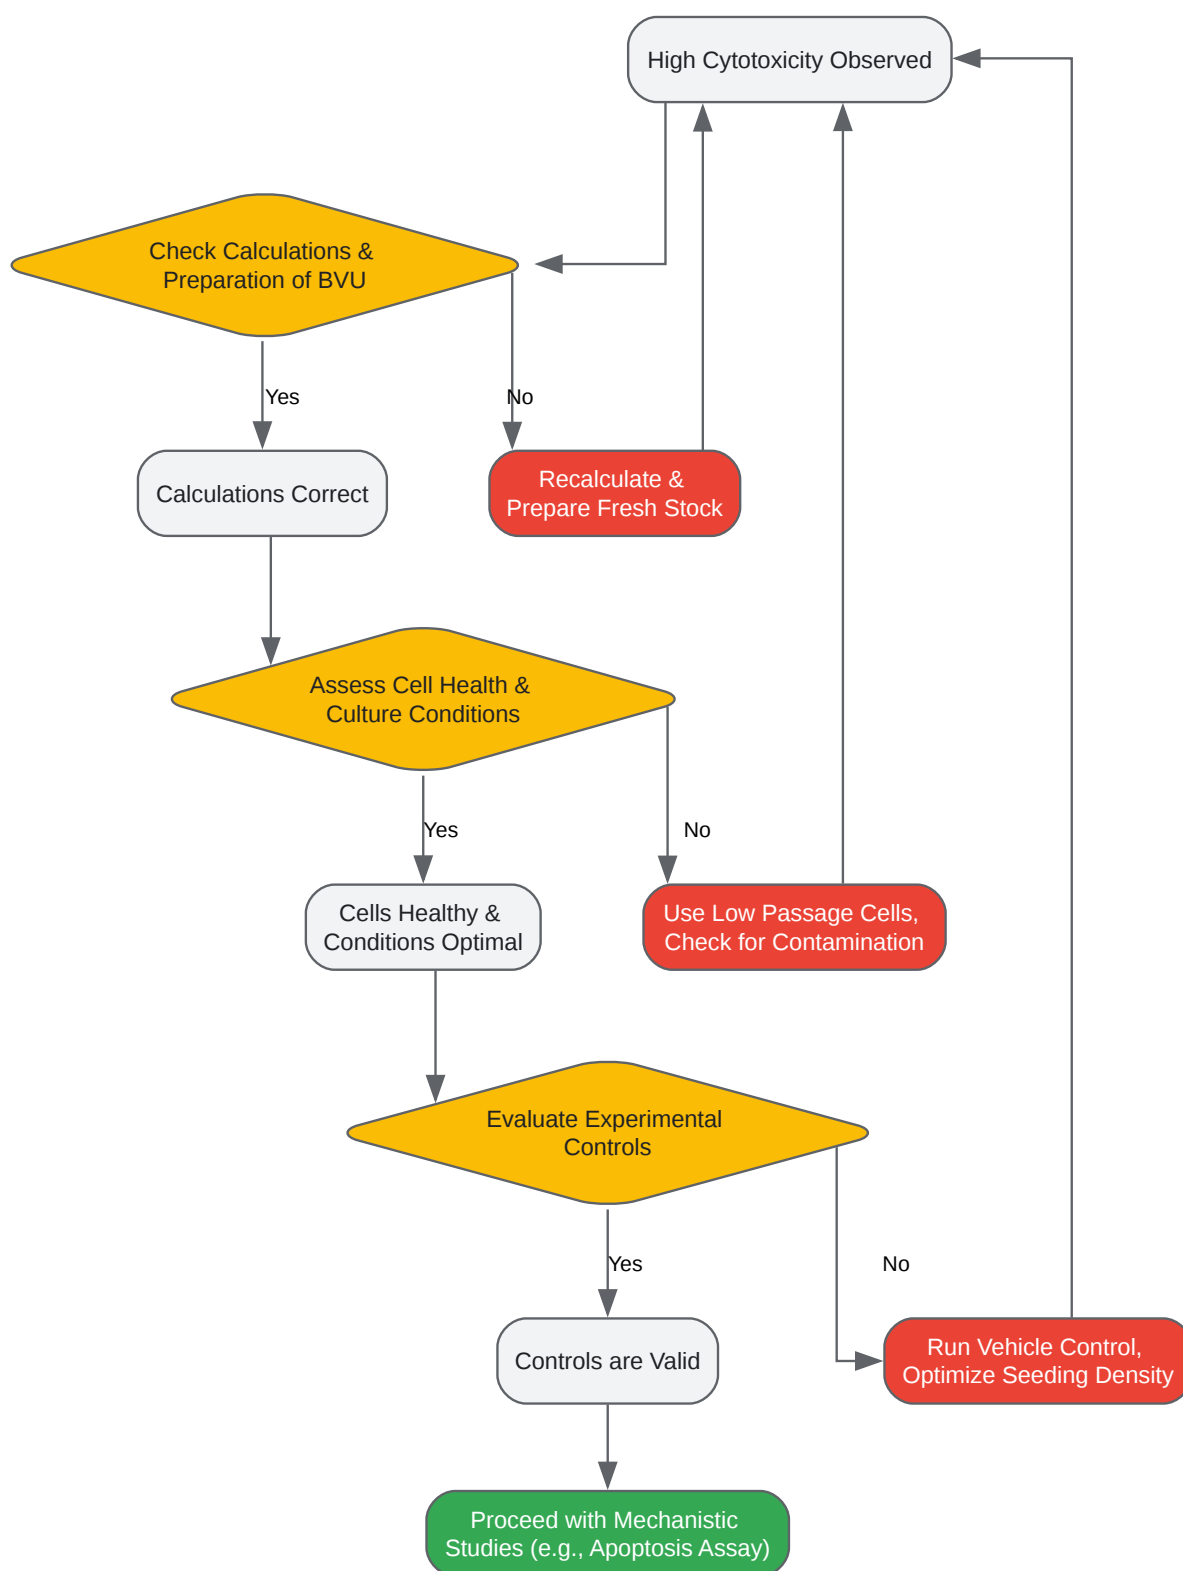 High Cytotoxicity Observed
Check Calculations &
Preparation of BVU
Yes
No
Calculations Correct
Recalculate &
Prepare Fresh Stock
Assess Cell Health &
Culture Conditions
Yes
No
Cells Healthy &
Conditions Optimal
Use Low Passage Cells,
Check for Contamination
Evaluate Experimental
Controls
Yes
No
Controls are Valid
Run Vehicle Control,
Optimize Seeding Density
Proceed with Mechanistic
Studies (e.g., Apoptosis Assay)